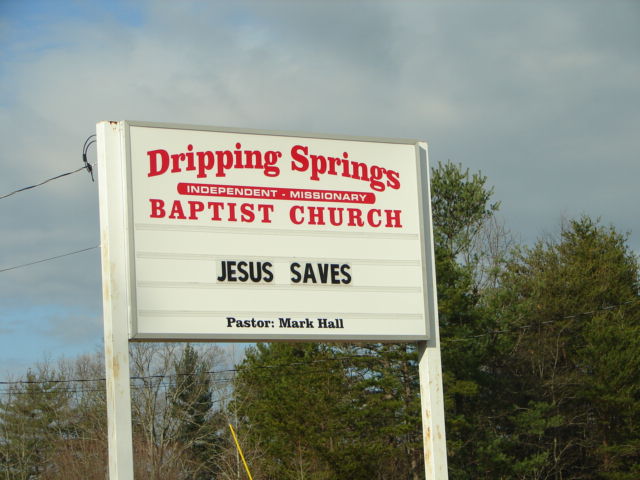 Dripping Springs
INDEPENDENT - MISSIONARY
BAPTIST CHURCH
JESUS SAVES
Pastor: Mark Hall